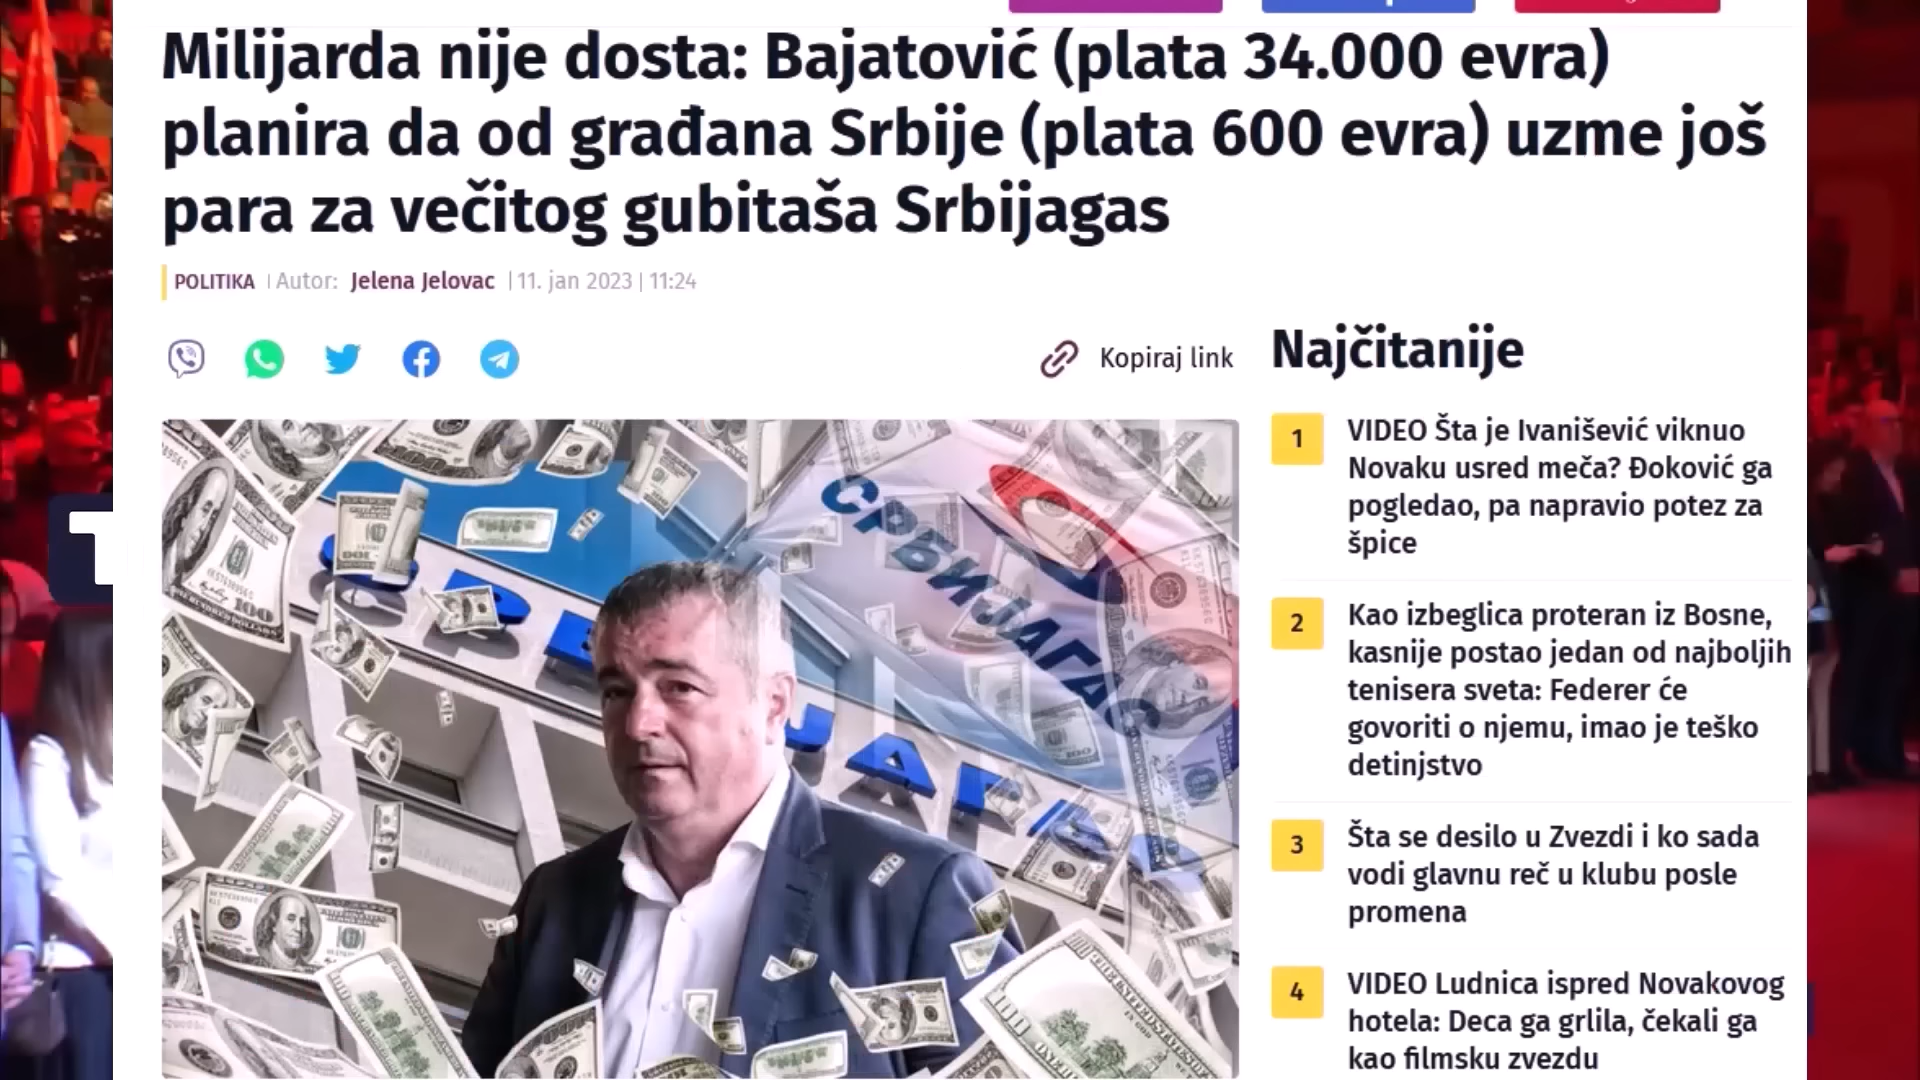 Milijarda nije dosta: Bajatović (plata 34.000 evra)
planira da od građana Srbije (plata 600 evra) uzme još
para za večitog gubitaša Srbijagas
POLITIKA | Autor: Jelena Jelovac | 11. jan 2023 | 11:24
Kopiraj link
Najčitanije
1
VIDEO Šta je Ivanišević viknuo
Novaku usred meča? Đoković ga
pogledao, pa napravio potez za
špice
2
Kao izbeglica proteran iz Bosne,
kasnije postao jedan od najboljih
tenisera sveta: Federer će
govoriti o njemu, imao je teško
detinjstvo
3
Šta se desilo u Zvezdi i ko sada
vodi glavnu reč u klubu posle
promena
4
VIDEO Ludnica ispred Novakovog
hotela: Deca ga grlila, čekali ga
kao filmsku zvezdu
СРБИЈАГАС